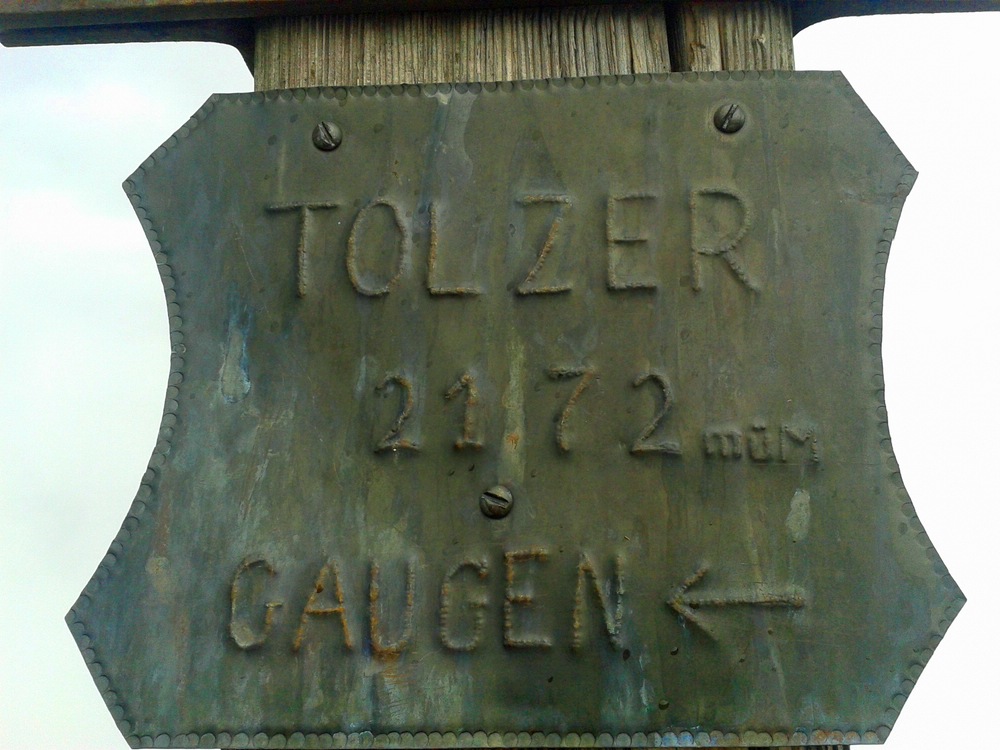 TOLZER
2172 müM
GAUGEN ←